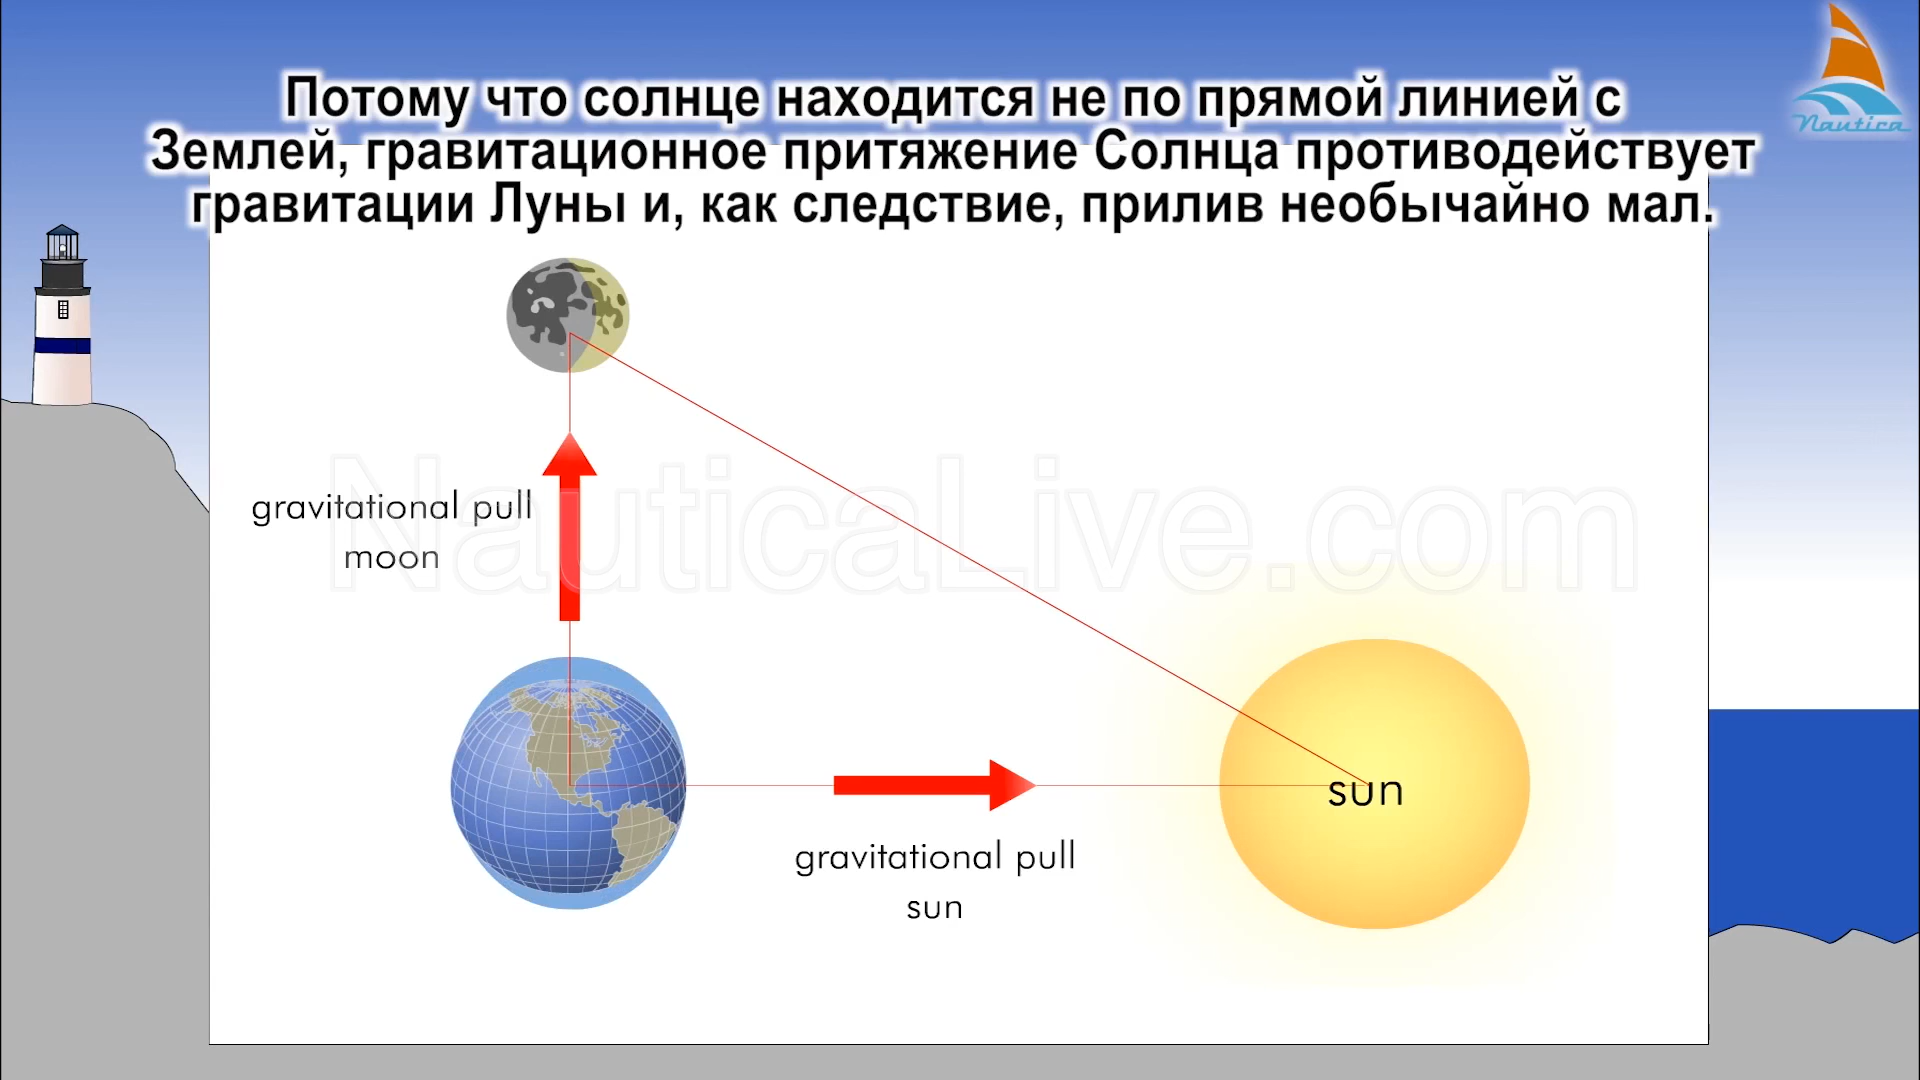 Потому что солнце находится не по прямой линией с
Землей, гравитационное притяжение Солнца противодействует
гравитации Луны и, как следствие, прилив необычайно мал.
Nautica
gravitational pull
moon
NauticaLive.com
sun
gravitational pull
sun